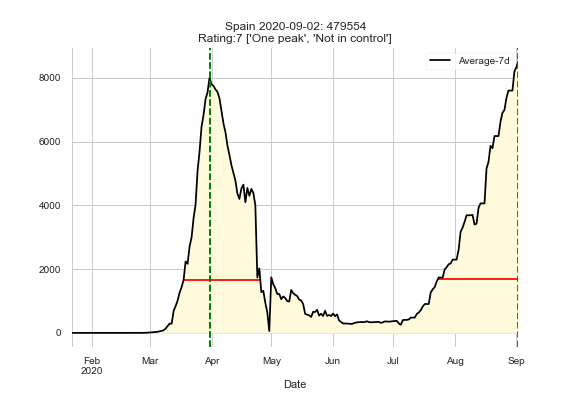 Spain 2020-09-02: 479554
Rating:7 ['One peak', 'Not in control']
Average-7d
8000
6000
4000
2000
0
Feb
2020
Mar
Apr
May
Jun
Jul
Aug
Sep
Date